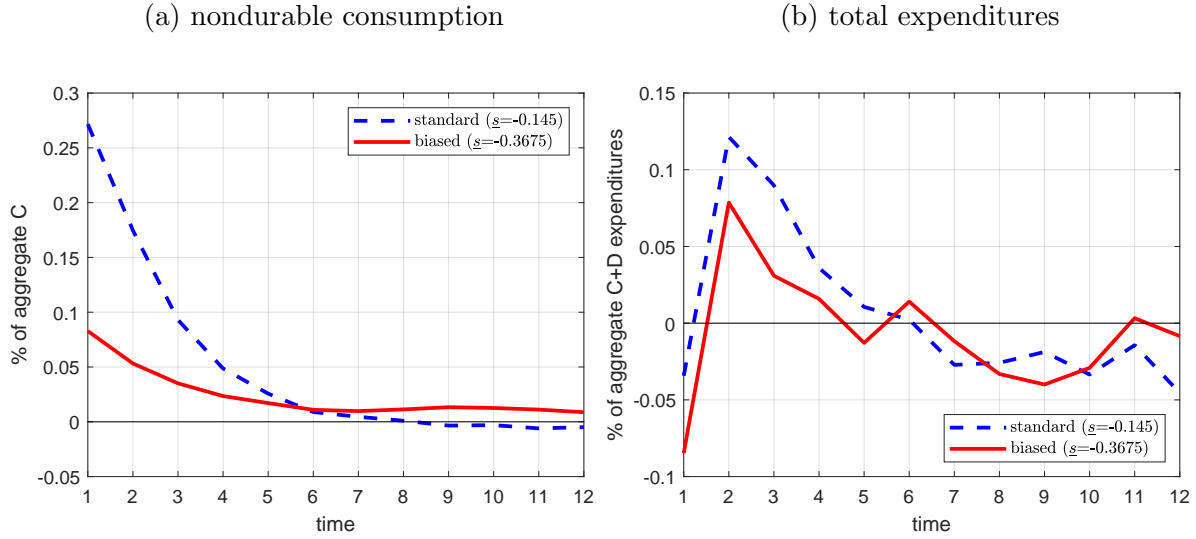 (a) nondurable consumption
(b) total expenditures
% of aggregate C
0.3
0.25
0.2
0.15
0.1
0.05
0
-0.05
standard (s=-0.145)
biased (s=-0.3675)
1 2 3 4 5 6 7 8 9 10 11 12
time
% of aggregate C+D expenditures
0.15
0.1
0.05
0
-0.05
-0.1
standard (s=-0.145)
biased (s=-0.3675)
1 2 3 4 5 6 7 8 9 10 11 12
time